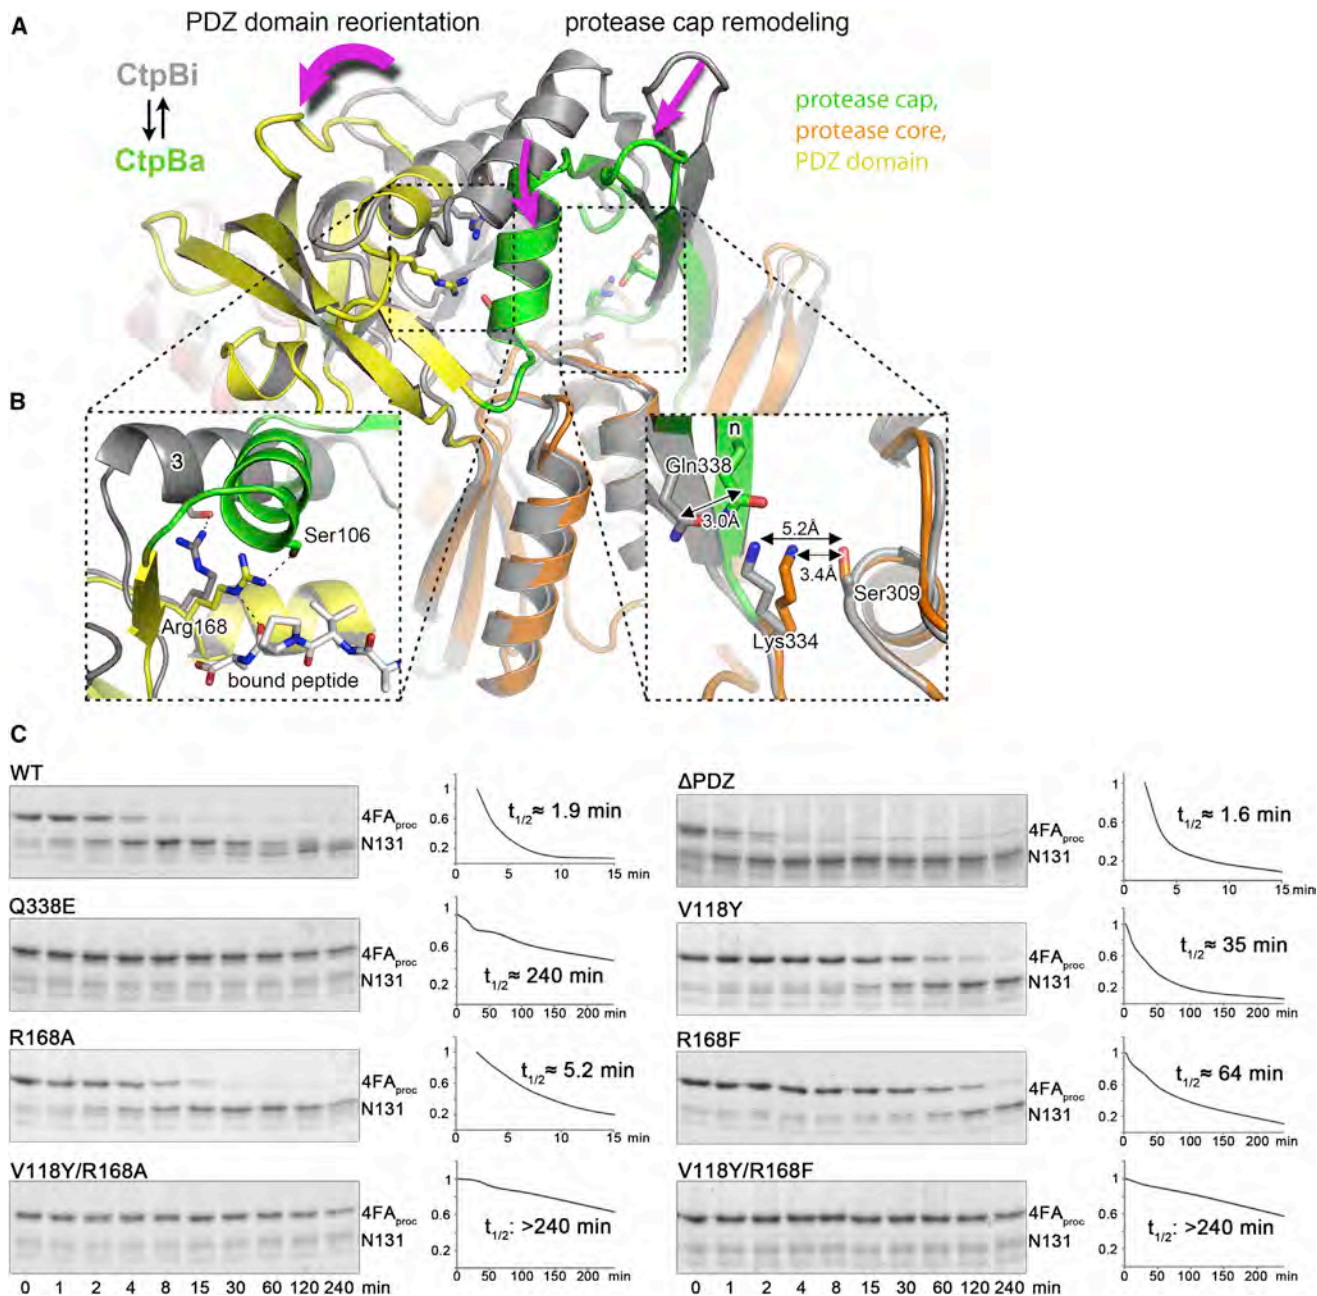 A
PDZ domain reorientation
protease cap remodeling
CtpBi
CtpBa
protease cap,
protease core,
PDZ domain
B
3
Ser106
Arg168
bound peptide
n
Gln338
3.0Å
5.2Å
3.4Å
Ser309
Lys334
C
WT
4FAproc
N131
1
0.6
0.2
t1/2≈ 1.9 min
0 5 10 15 min
ΔPDZ
4FAproc
N131
1
0.6
0.2
t1/2≈ 1.6 min
0 5 10 15 min
Q338E
4FAproc
N131
1
0.6
0.2
t1/2≈ 240 min
0 50 100 150 200 min
V118Y
4FAproc
N131
1
0.6
0.2
t1/2≈ 35 min
0 50 100 150 200 min
R168A
4FAproc
N131
1
0.6
0.2
t1/2≈ 5.2 min
0 5 10 15 min
R168F
4FAproc
N131
1
0.6
0.2
t1/2≈ 64 min
0 50 100 150 200 min
V118Y/R168A
4FAproc
N131
1
0.6
0.2
t1/2: >240 min
0 50 100 150 200 min
V118Y/R168F
4FAproc
N131
1
0.6
0.2
t1/2: >240 min
0 50 100 150 200 min
0 1 2 4 8 15 30 60 120 240 min
0 1 2 4 8 15 30 60 120 240 min